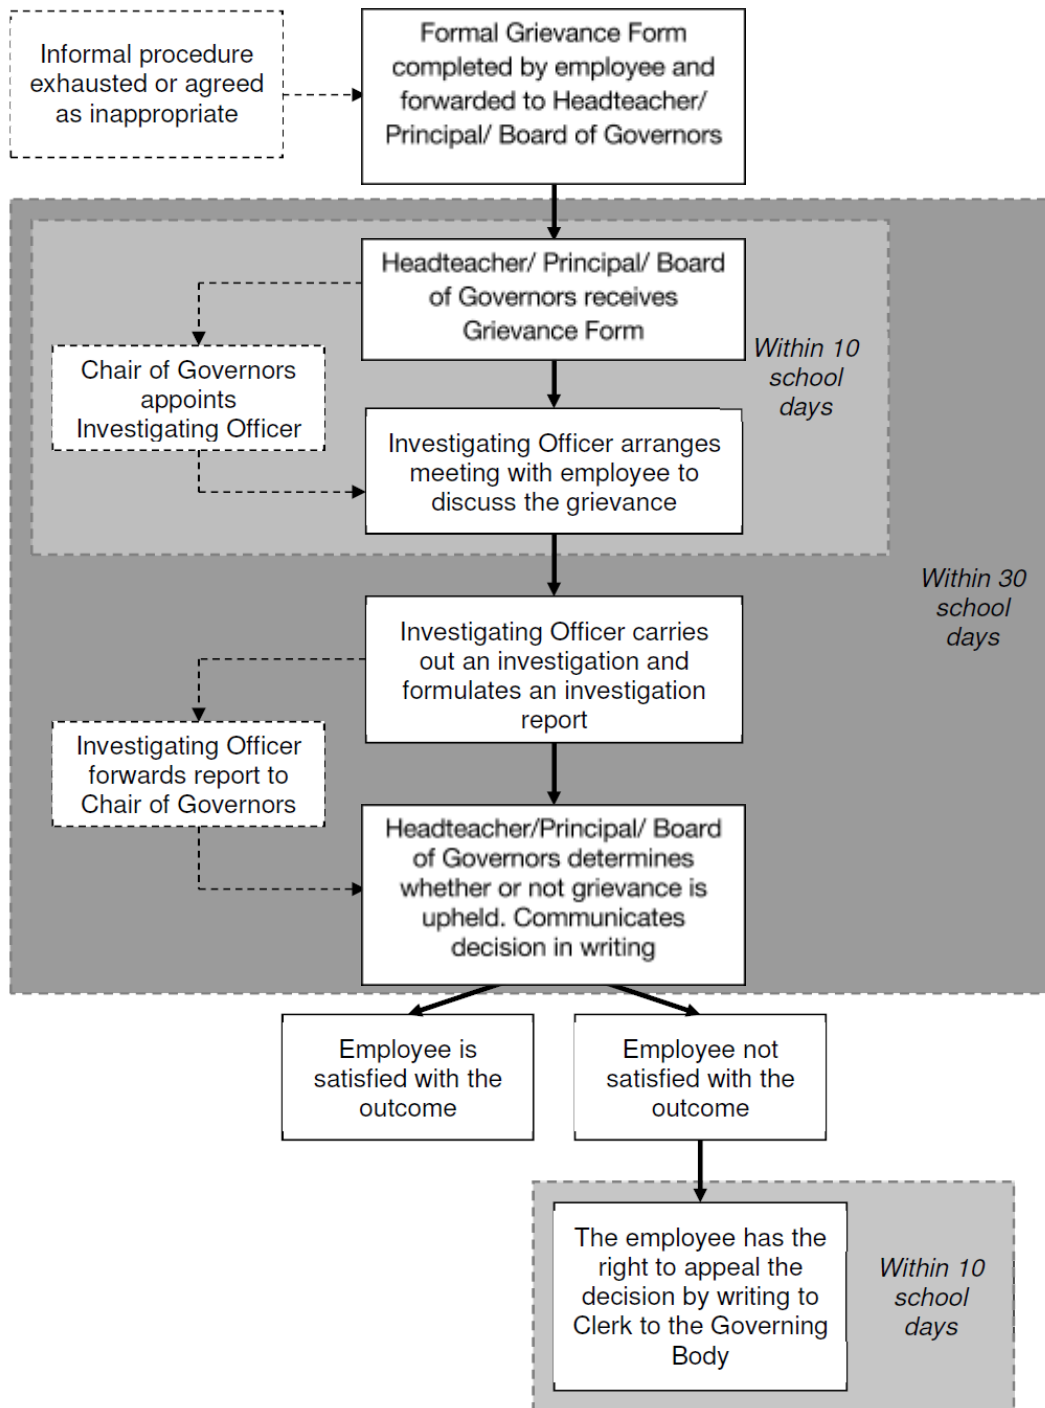 Informal procedure
exhausted or agreed
as inappropriate
Formal Grievance Form
completed by employee and
forwarded to Headteacher/
Principal/ Board of Governors
Headteacher/ Principal/ Board
of Governors receives
Grievance Form
Within 10
school
days
Chair of Governors
appoints
Investigating Officer
Investigating Officer arranges
meeting with employee to
discuss the grievance
Within 30
school
days
Investigating Officer carries
out an investigation and
formulates an investigation
report
Investigating Officer
forwards report to
Chair of Governors
Headteacher/Principal/ Board
of Governors determines
whether or not grievance is
upheld. Communicates
decision in writing
Employee is
satisfied with the
outcome
Employee not
satisfied with the
outcome
The employee has the
right to appeal the
decision by writing to
Clerk to the Governing
Body
Within 10
school
days